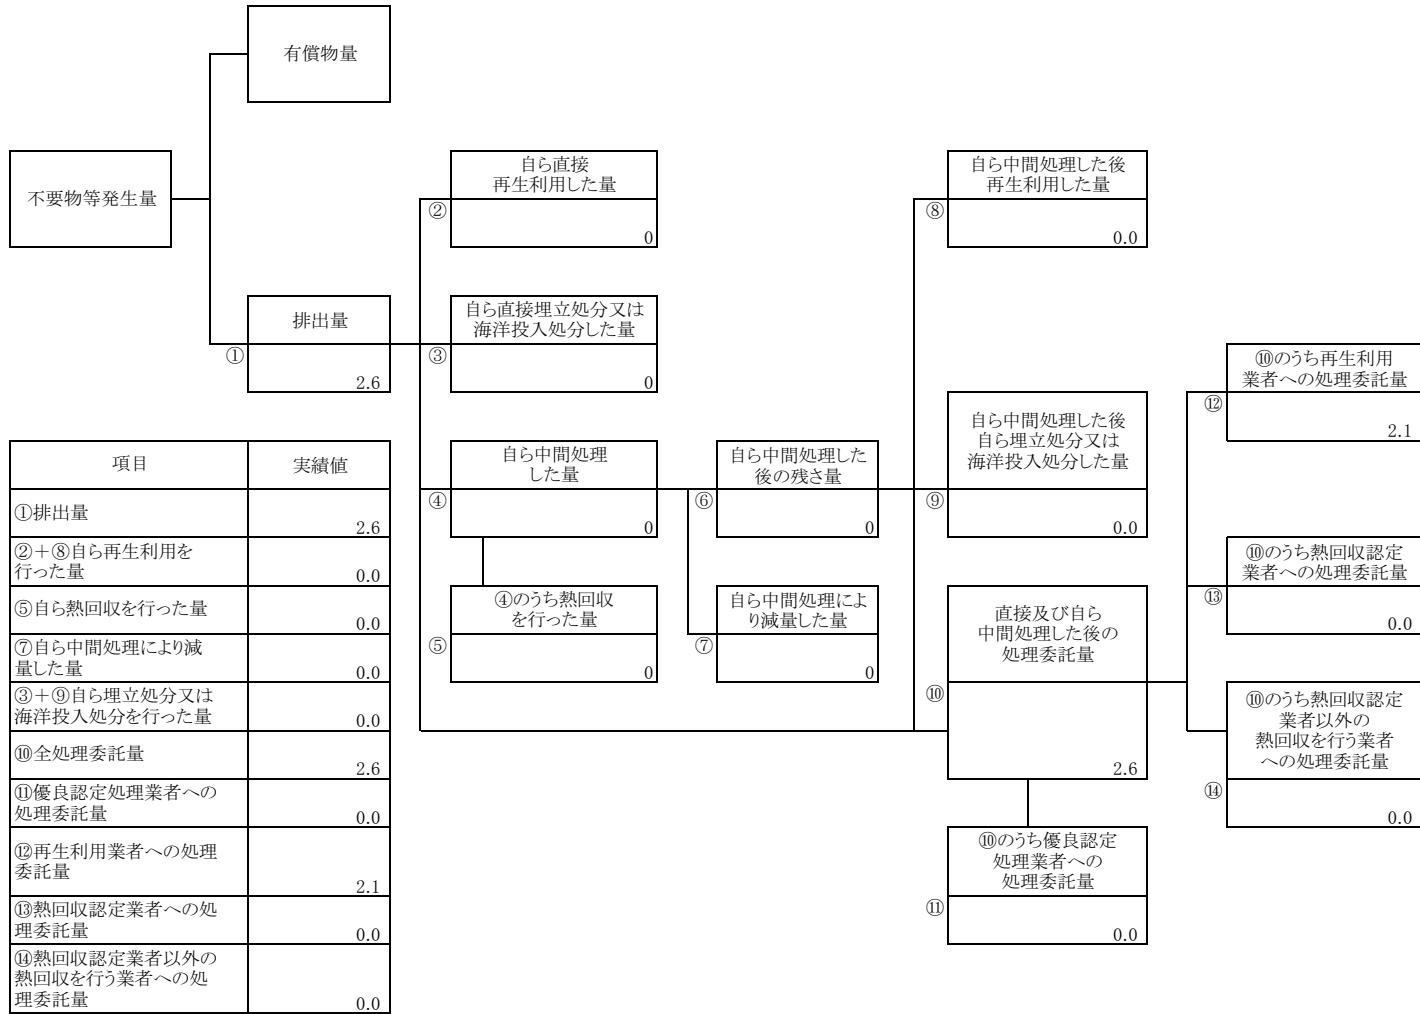 有償物量
不要物等発生量
排出量
①
2.6
自ら直接
再生利用した量
②
0
自ら直接埋立処分又は
海洋投入処分した量
③
0
自ら中間処理
した量
④
0
④のうち熱回収
を行った量
⑤
0
自ら中間処理した
後の残さ量
⑥
0
自ら中間処理によ
り減量した量
⑦
0
自ら中間処理した後
再生利用した量
⑧
0.0
自ら中間処理した後
自ら埋立処分又は
海洋投入処分した量
⑨
0.0
直接及び自ら
中間処理した後の
処理委託量
⑩
2.6
⑩のうち優良認定
処理業者への
処理委託量
⑪
0.0
⑩のうち再生利用
業者への処理委託量
⑫
2.1
⑩のうち熱回収認定
業者への処理委託量
⑬
0.0
⑩のうち熱回収認定
業者以外の
熱回収を行う業者
への処理委託量
⑭
0.0
項目 実績値
①排出量
2.6
②+⑧自ら再生利用を
行った量
0.0
⑤自ら熱回収を行った量
0.0
⑦自ら中間処理により減
量した量
0.0
③+⑨自ら埋立処分又は
海洋投入処分を行った量
0.0
⑩全処理委託量
2.6
⑪優良認定処理業者への
処理委託量
0.0
⑫再生利用業者への処理
委託量
2.1
⑬熱回収認定業者への処
理委託量
0.0
⑭熱回収認定業者以外の
熱回収を行う業者への処
理委託量
0.0